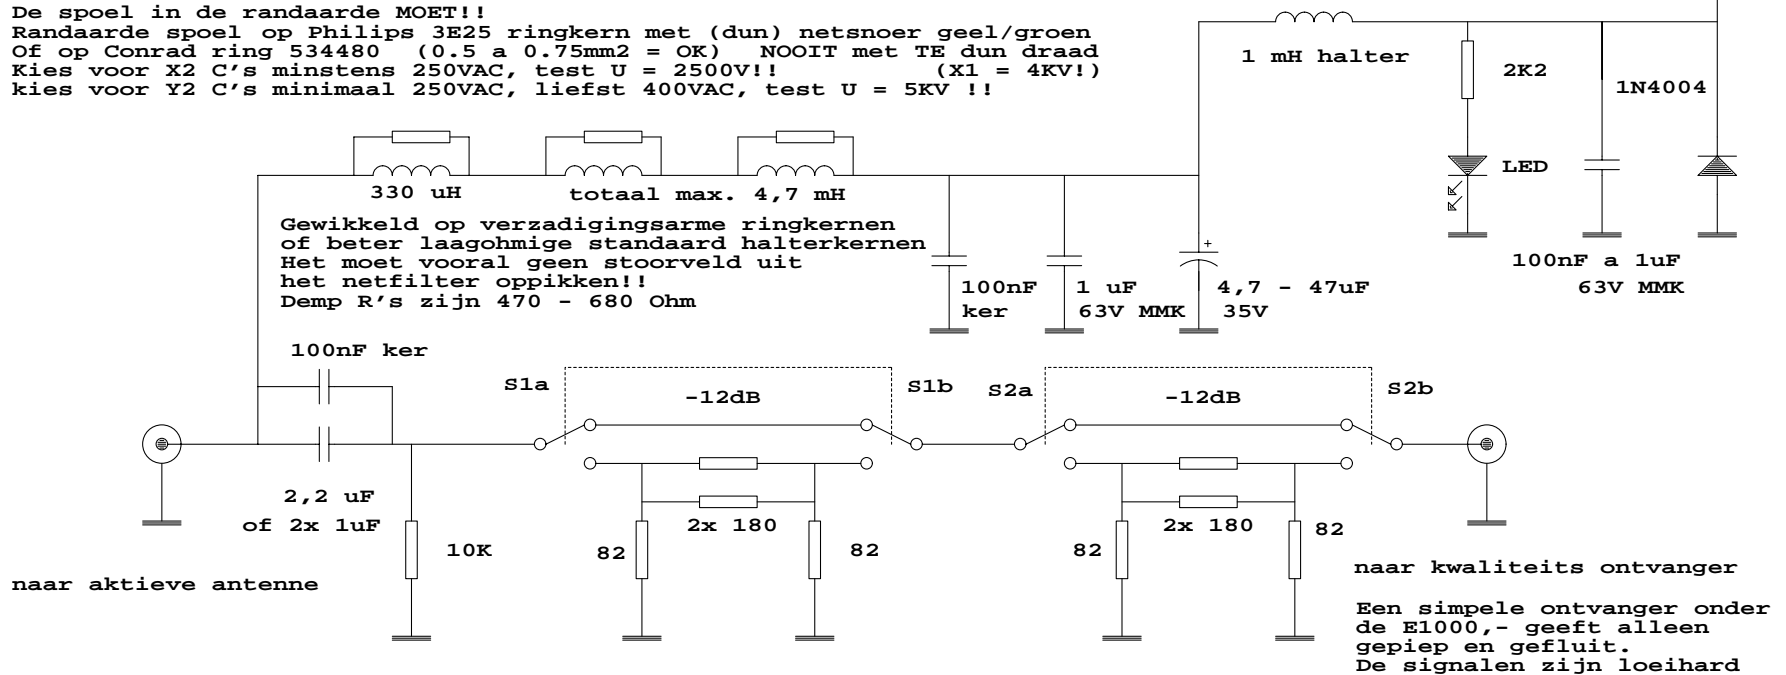 De spoel in de randaarde MOET!!
Randaarde spoel op Philips 3E25 ringkern met (dun) netsnoer geel/groen
Of op Conrad ring 534480 (0.5 a 0.75mm2 = OK) NOOIT met TE dun draad
Kies voor X2 C's minstens 250VAC, test U = 2500V!! (X1 = 4KV!)
kies voor Y2 C's minimaal 250VAC, liefst 400VAC, test U = 5KV !!
1 mH halter
2K2
1N4004
LED
100nF a 1uF
63V MMK
330 uH
totaal max. 4,7 mH
Gewikkeld op verzadigingsarme ringkernen
of beter laagohmige standaard halterkernen
Het moet vooral geen stoorveld uit
het netfilter oppikken!!
Demp R's zijn 470 - 680 Ohm
100nF
ker
1 uF
63V MMK
+
4,7 - 47uF
35V
100nF ker
S1a
-12dB
S1b
S2a
-12dB
S2b
2,2 uF
of 2x 1uF
10K
82
2x 180
82
82
2x 180
82
naar aktieve antenne
naar kwaliteits ontvanger
Een simpele ontvanger onder
de E1000,- geeft alleen
gepiep en gefluit.
De signalen zijn loeihard